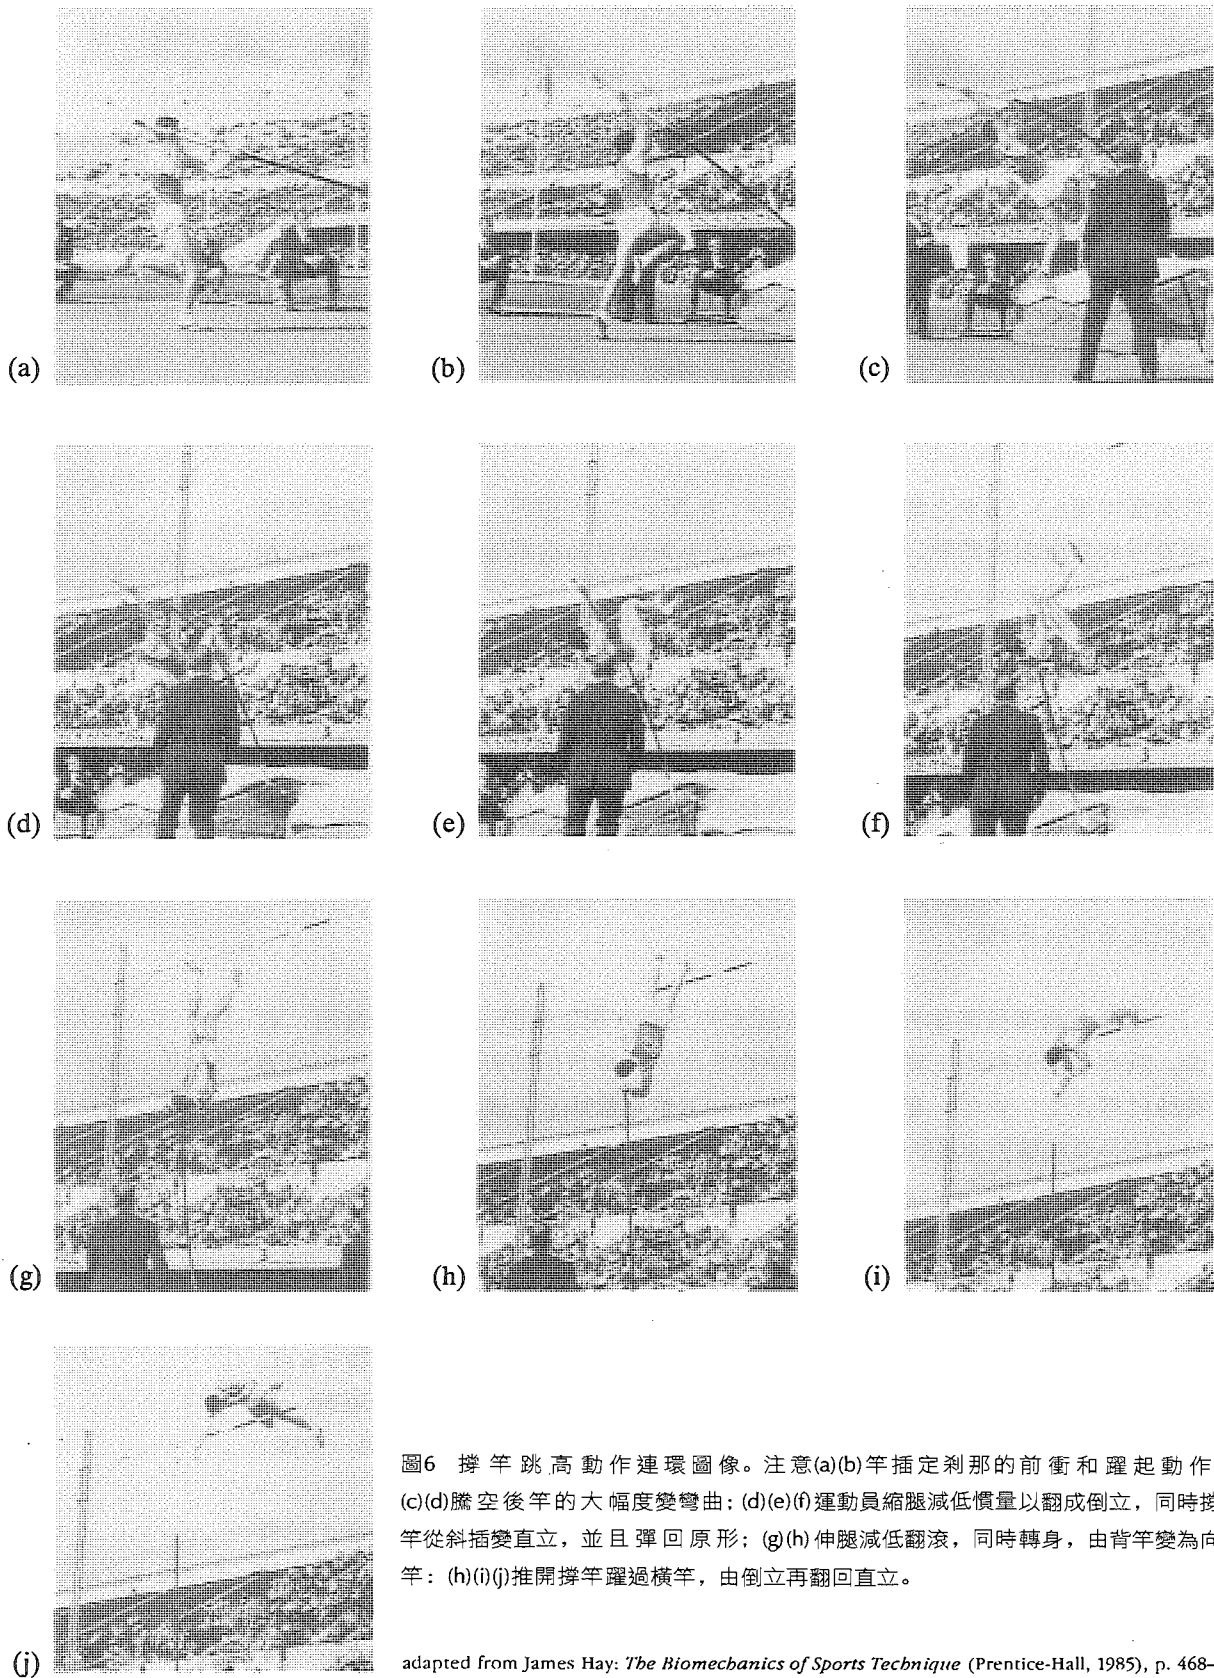 (a)
(b)
(c)
(d)
(e)
(f)
(g)
(h)
(i)
(j)
圖6 撐竿跳高動作連環圖像。注意(a)(b)竿插定剎那的前衝和躍起動作
(c)(d)騰空後竿的大幅度變彎曲；(d)(e)(f)運動員縮腿減低慣量以翻成倒立，同時撐
竿從斜插變直立，並且彈回原形；(g)(h)伸腿減低翻滾，同時轉身，由背竿變為向
竿：(h)(i)(j)推開撐竿躍過橫竿，由倒立再翻回直立。
adapted from James Hay: The Biomechanics of Sports Technique (Prentice-Hall, 1985), p. 468–